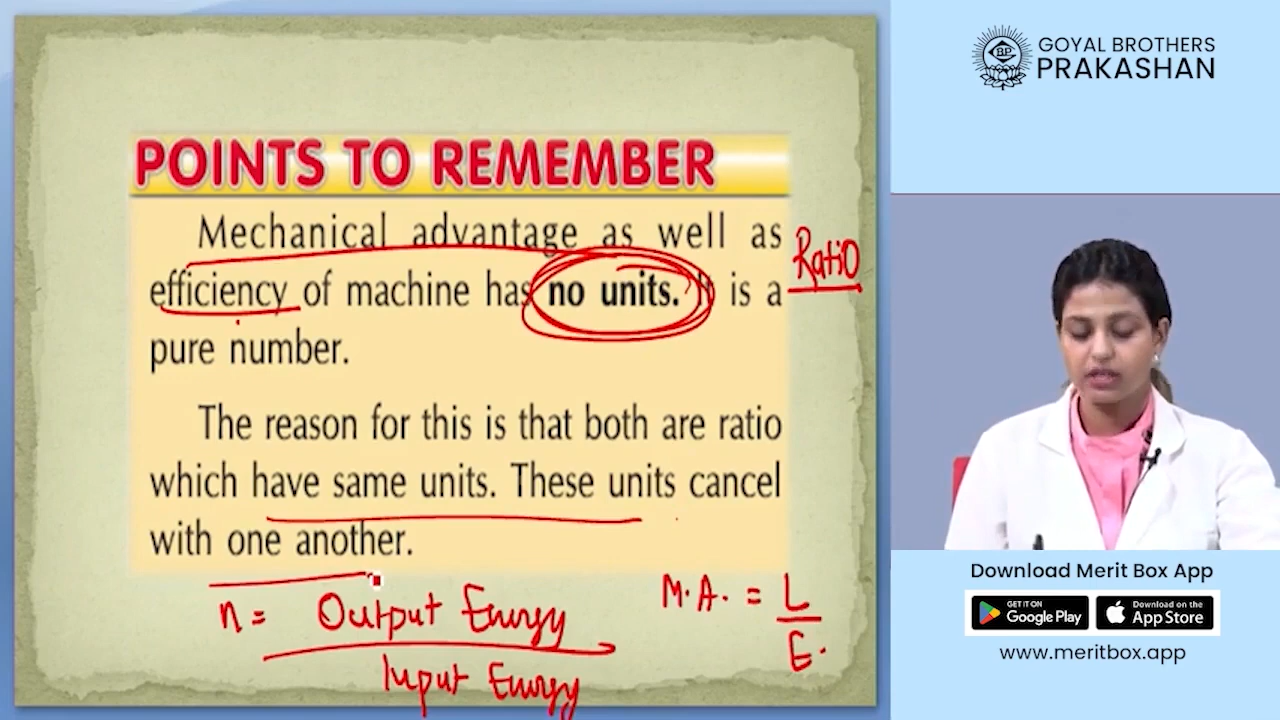 POINTS TO REMEMBER
Mechanical advantage as well as
efficiency of machine has no units. It is a
pure number.
Ratio
The reason for this is that both are ratio
which have same units. These units cancel
with one another.
η = Output Energy
Input Energy
M.A. = L
E.
GBP
GOYAL BROTHERS
PRAKASHAN
Download Merit Box App
GET IT ON
Google Play
Download on the
App Store
www.meritbox.app